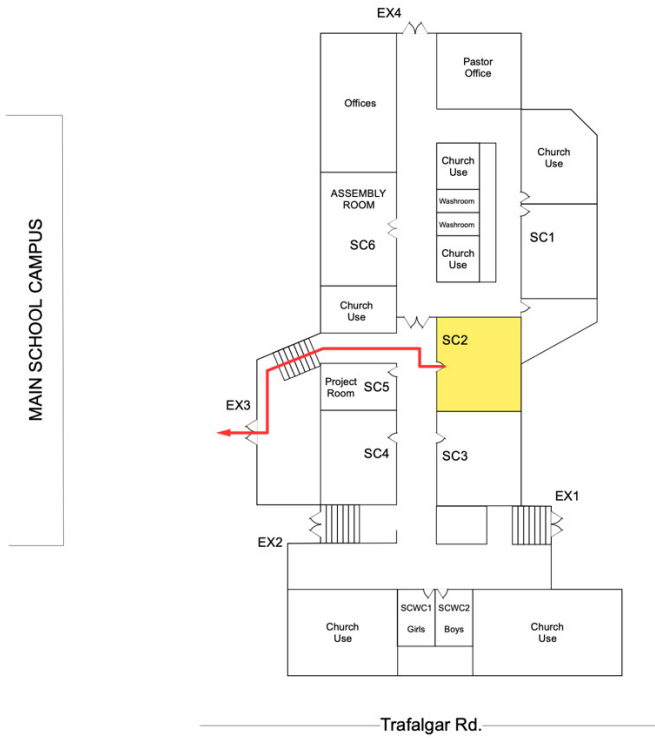 EX4
Pastor
Office
Offices
Church
Use
Church
Use
ASSEMBLY
ROOM
Washroom
Washroom
SC6
SC1
Church
Use
Church
Use
MAIN SCHOOL CAMPUS
SC2
Project
Room
SC5
EX3
SC4
SC3
EX1
EX2
SCWC1
Girls
SCWC2
Boys
Church
Use
Church
Use
Trafalgar Rd.